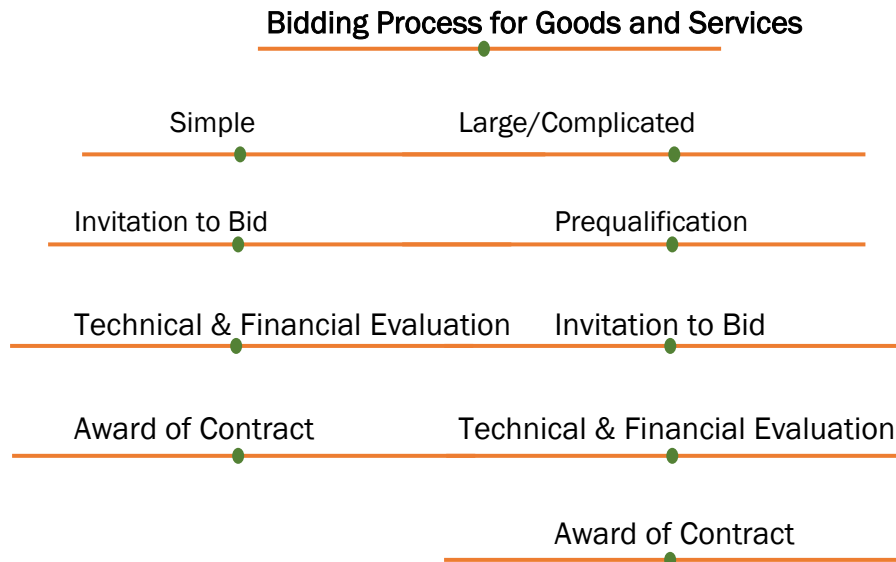 Bidding Process for Goods and Services
Simple Large/Complicated
Invitation to Bid Prequalification
Technical & Financial Evaluation Invitation to Bid
Award of Contract Technical & Financial Evaluation
Award of Contract